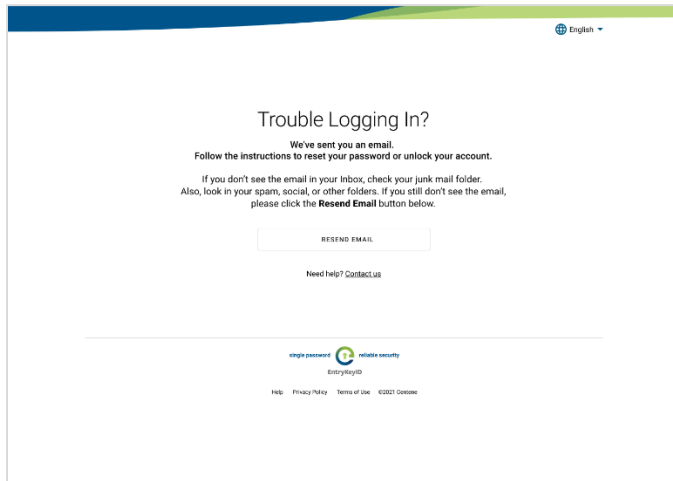 English
Trouble Logging In?
We've sent you an email.
Follow the instructions to reset your password or unlock your account.
If you don't see the email in your Inbox, check your junk mail folder.
Also, look in your spam, social, or other folders. If you still don't see the email,
please click the Resend Email button below.
RESEND EMAIL
Need help? Contact us
single password reliable security
EntryKeyID
Help Privacy Policy Terms of Use ©2021 Centene